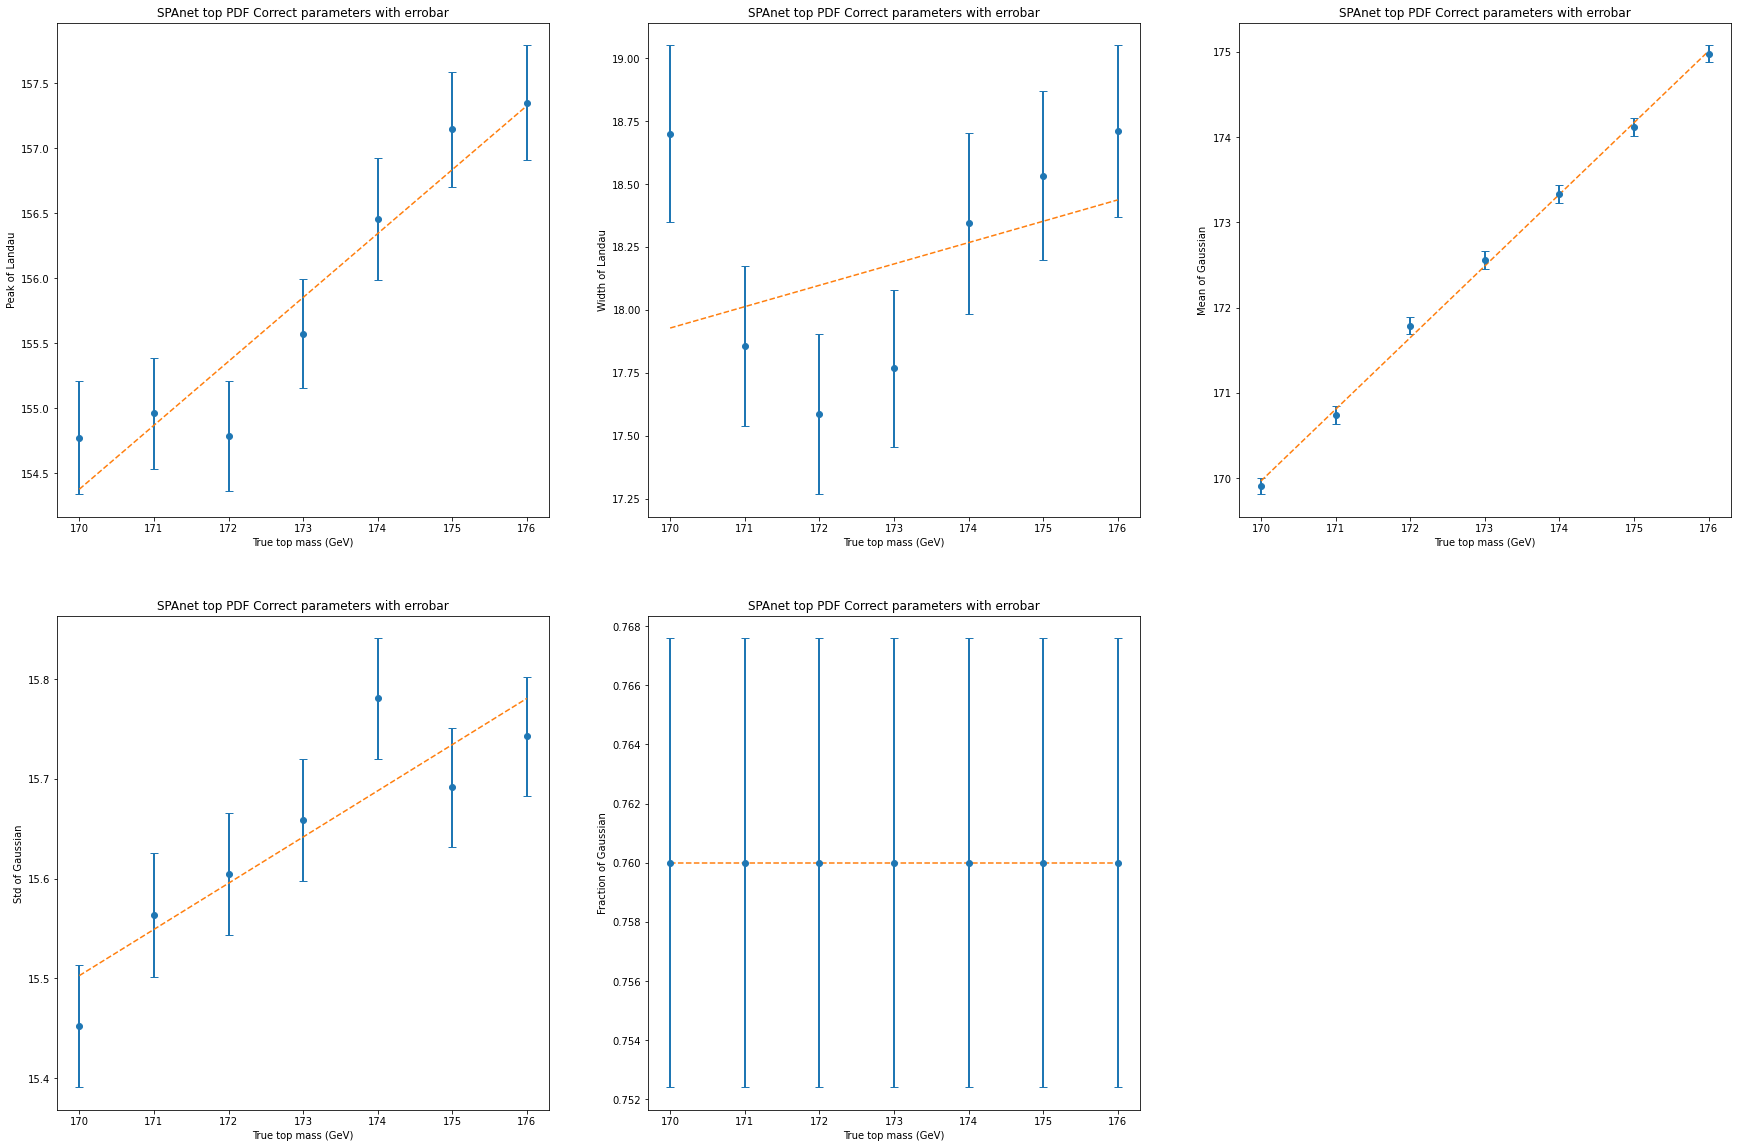 SPAnet top PDF Correct parameters with errobar
Peak of Landau
157.5
157.0
156.5
156.0
155.5
155.0
154.5
170 171 172 173 174 175 176
True top mass (GeV)
SPAnet top PDF Correct parameters with errobar
Width of Landau
19.00
18.75
18.50
18.25
18.00
17.75
17.50
17.25
170 171 172 173 174 175 176
True top mass (GeV)
SPAnet top PDF Correct parameters with errobar
Mean of Gaussian
175
174
173
172
171
170
170 171 172 173 174 175 176
True top mass (GeV)
SPAnet top PDF Correct parameters with errobar
Std of Gaussian
15.8
15.7
15.6
15.5
15.4
170 171 172 173 174 175 176
True top mass (GeV)
SPAnet top PDF Correct parameters with errobar
Fraction of Gaussian
0.768
0.766
0.764
0.762
0.760
0.758
0.756
0.754
0.752
170 171 172 173 174 175 176
True top mass (GeV)